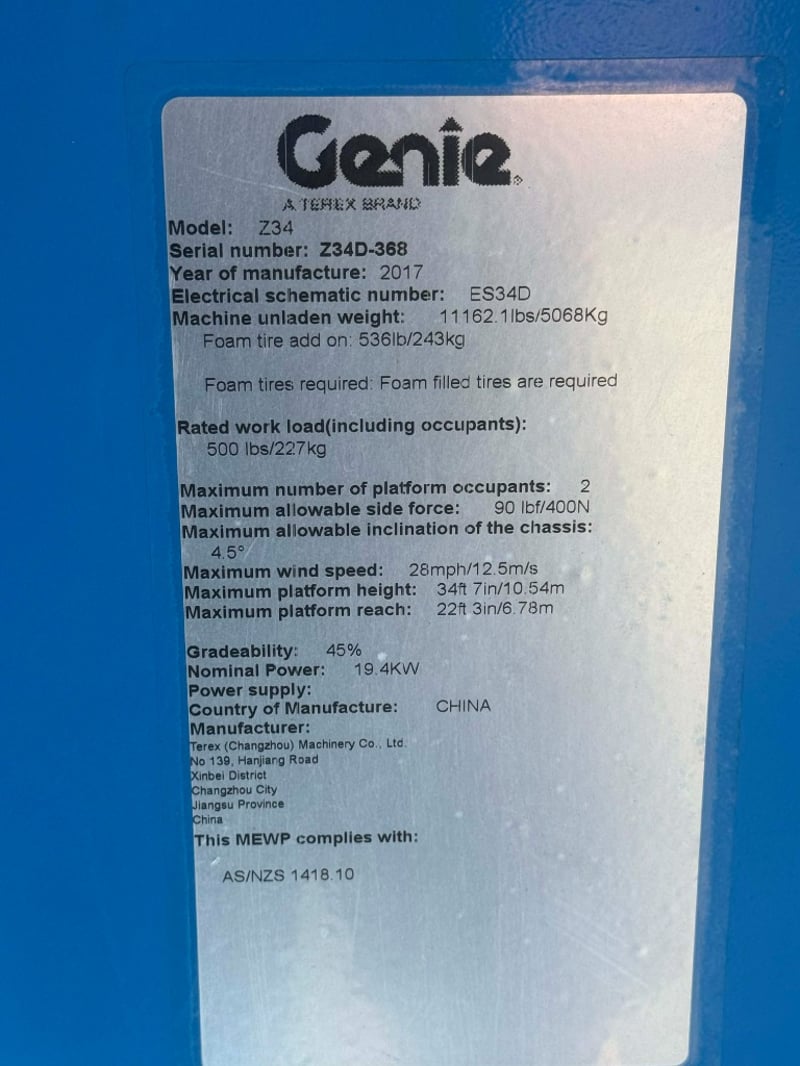 Genie®
A TEREX BRAND
Model: Z34
Serial number: Z34D-368
Year of manufacture: 2017
Electrical schematic number: ES34D
Machine unladen weight: 11162.1lbs/5068Kg
Foam tire add on: 536lb/243kg
Foam tires required: Foam filled tires are required
Rated work load(including occupants):
500 lbs/227kg
Maximum number of platform occupants: 2
Maximum allowable side force: 90 lbf/400N
Maximum allowable inclination of the chassis:
4.5°
Maximum wind speed: 28mph/12.5m/s
Maximum platform height: 34ft 7in/10.54m
Maximum platform reach: 22ft 3in/6.78m
Gradeability: 45%
Nominal Power: 19.4KW
Power supply:
Country of Manufacture: CHINA
Manufacturer:
Terex (Changzhou) Machinery Co., Ltd.
No 139, Hanjiang Road
Xinbei District
Changzhou City
Jiangsu Province
China
This MEWP complies with:
AS/NZS 1418.10